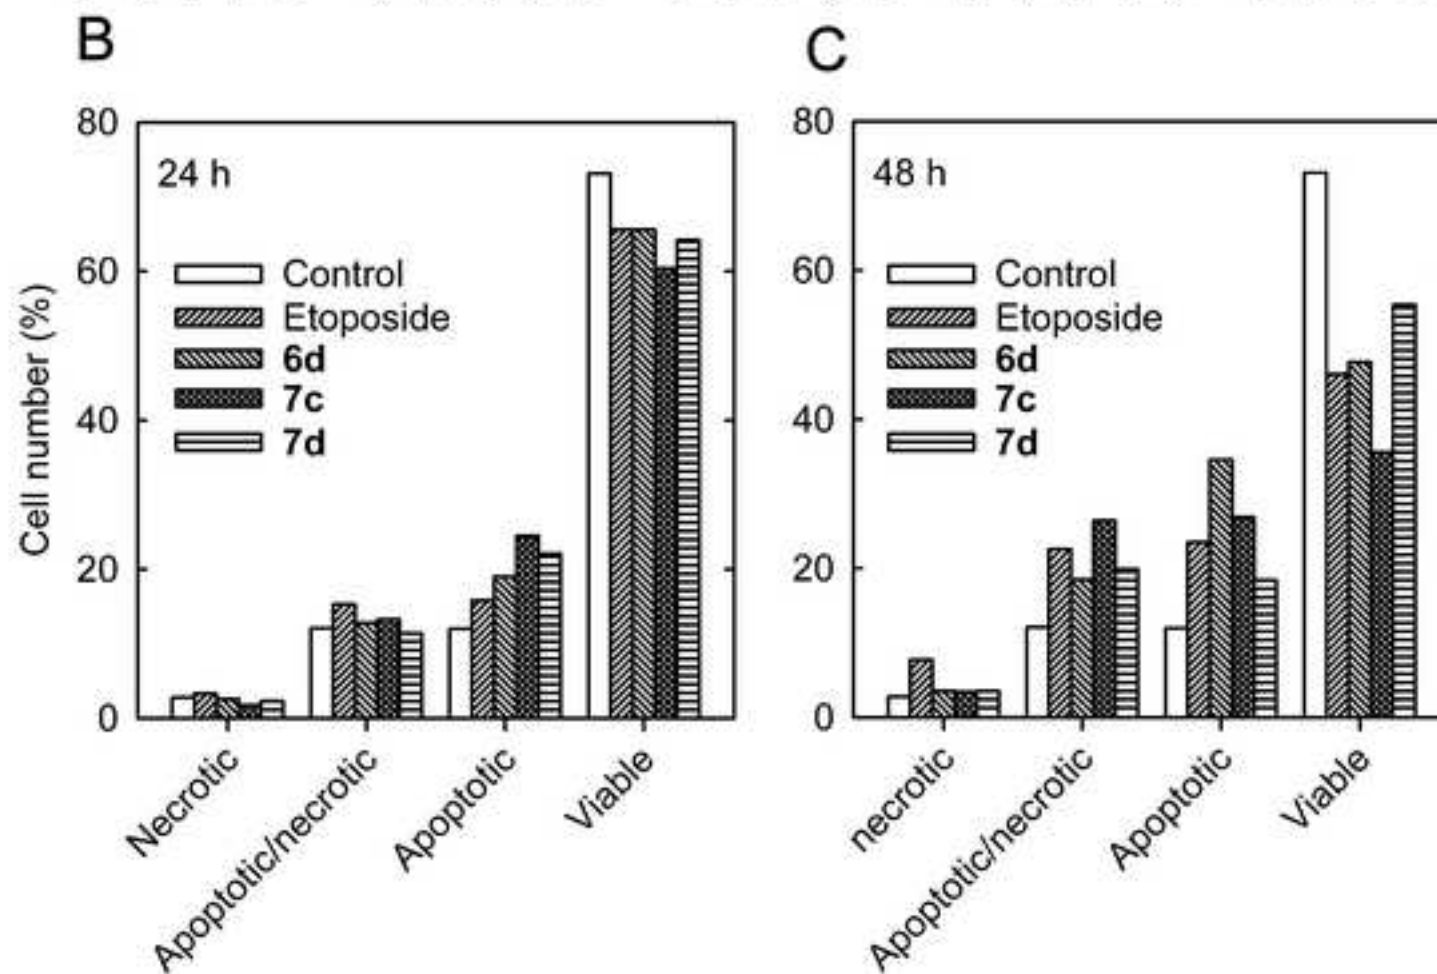 B
80
60
40
20
0
Cell number (%)
24 h
Control
Etoposide
6d
7c
7d
Necrotic
Apoptotic/necrotic
Apoptotic
Viable
C
80
60
40
20
0
48 h
Control
Etoposide
6d
7c
7d
necrotic
Apoptotic/necrotic
Apoptotic
Viable